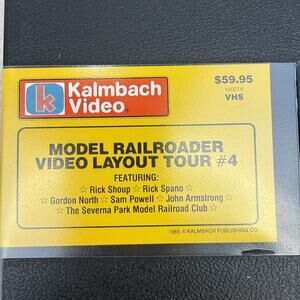 k Kalmbach
Video®
$59.95
15021V
VHS
MODEL RAILROADER
VIDEO LAYOUT TOUR #4
FEATURING:
☆ Rick Shoup ☆ Rick Spano ☆
☆ Gordon North ☆ Sam Powell ☆ John Armstrong ☆
☆ The Severna Park Model Railroad Club ☆
1985 © KALMBACH PUBLISHING CO.